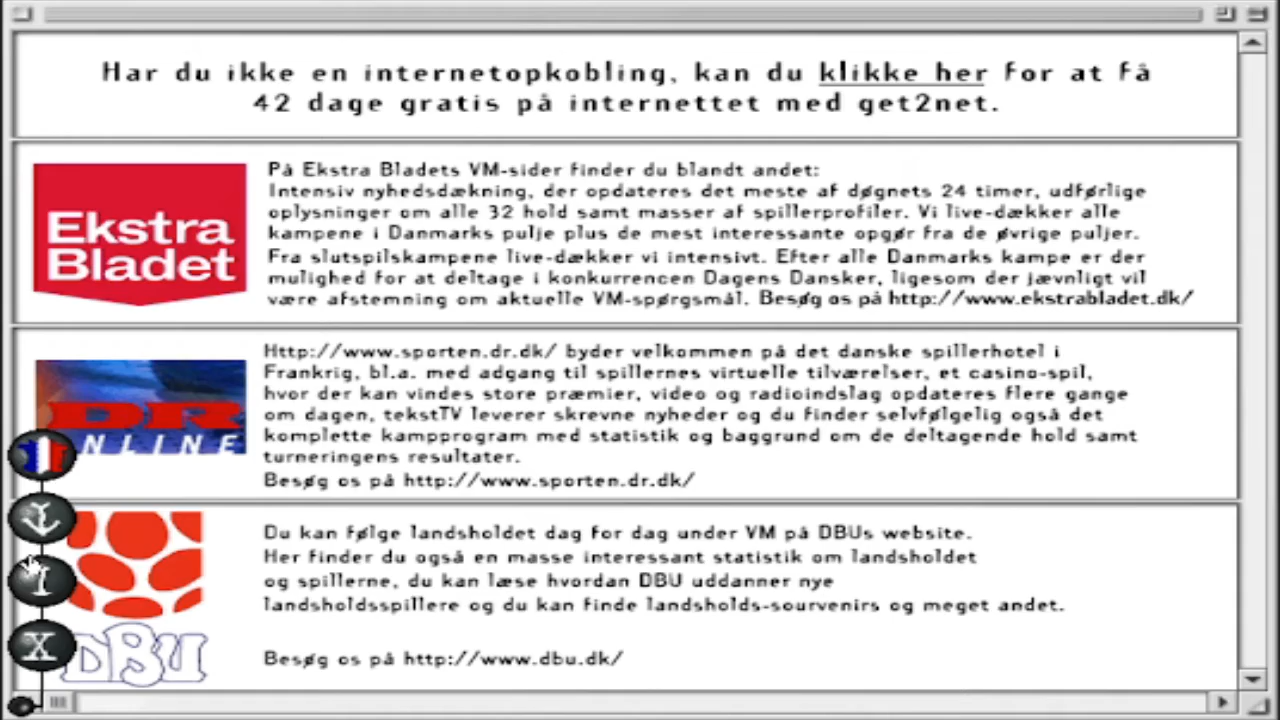 Har du ikke en internetopkobling, kan du klikke her for at få
42 dage gratis på internettet med get2net.
Ekstra
Bladet
På Ekstra Bladets VM-sider finder du blandt andet:
Intensiv nyhedsdækning, der opdateres det meste af døgnets 24 timer, udførlige
oplysninger om alle 32 hold samt masser af spillerprofiler. Vi live-dækker alle
kampene i Danmarks pulje plus de mest interessante opgør fra de øvrige puljer.
Fra slutspilskampene live-dækker vi intensivt. Efter alle Danmarks kampe er der
mulighed for at deltage i konkurrencen Dagens Dansker, ligesom der jævnligt vil
være afstemning om aktuelle VM-spørgsmål. Besøg os på http://www.ekstrabladet.dk/
DR
NLINE
Http://www.sporten.dr.dk/ byder velkommen på det danske spillerhotel i
Frankrig, bl.a. med adgang til spillernes virtuelle tilværelser, et casino-spil,
hvor der kan vindes store præmier, video og radioindslag opdateres flere gange
om dagen, tekstTV leverer skrevne nyheder og du finder selvfølgelig også det
komplette kampprogram med statistik og baggrund om de deltagende hold samt
turneringens resultater.
Besøg os på http://www.sporten.dr.dk/
Du kan følge landsholdet dag for dag under VM på DBUs website.
Her finder du også en masse interessant statistik om landsholdet
og spillerne, du kan læse hvordan DBU uddanner nye
landsholdsspillere og du kan finde landsholds-sourvenirs og meget andet.
Besøg os på http://www.dbu.dk/
DBU
I
X